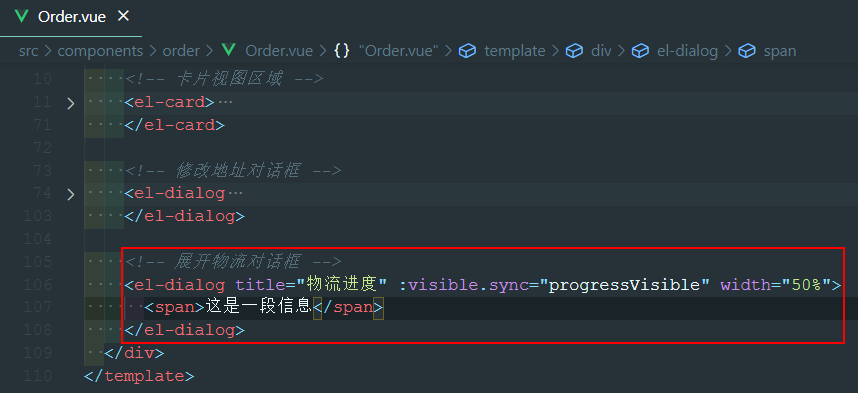 Order.vue ×
src > components > order > Order.vue > {} "Order.vue" > template > div > el-dialog > span
10 <!-- 卡片视图区域 -->
11 <el-card>…
71 </el-card>
72
73 <!-- 修改地址对话框 -->
74 <el-dialog…
103 </el-dialog>
104
105 <!-- 展开物流对话框 -->
106 <el-dialog title="物流进度" :visible.sync="progressVisible" width="50%">
107 <span>这是一段信息</span>
108 </el-dialog>
109 </div>
110 </template>